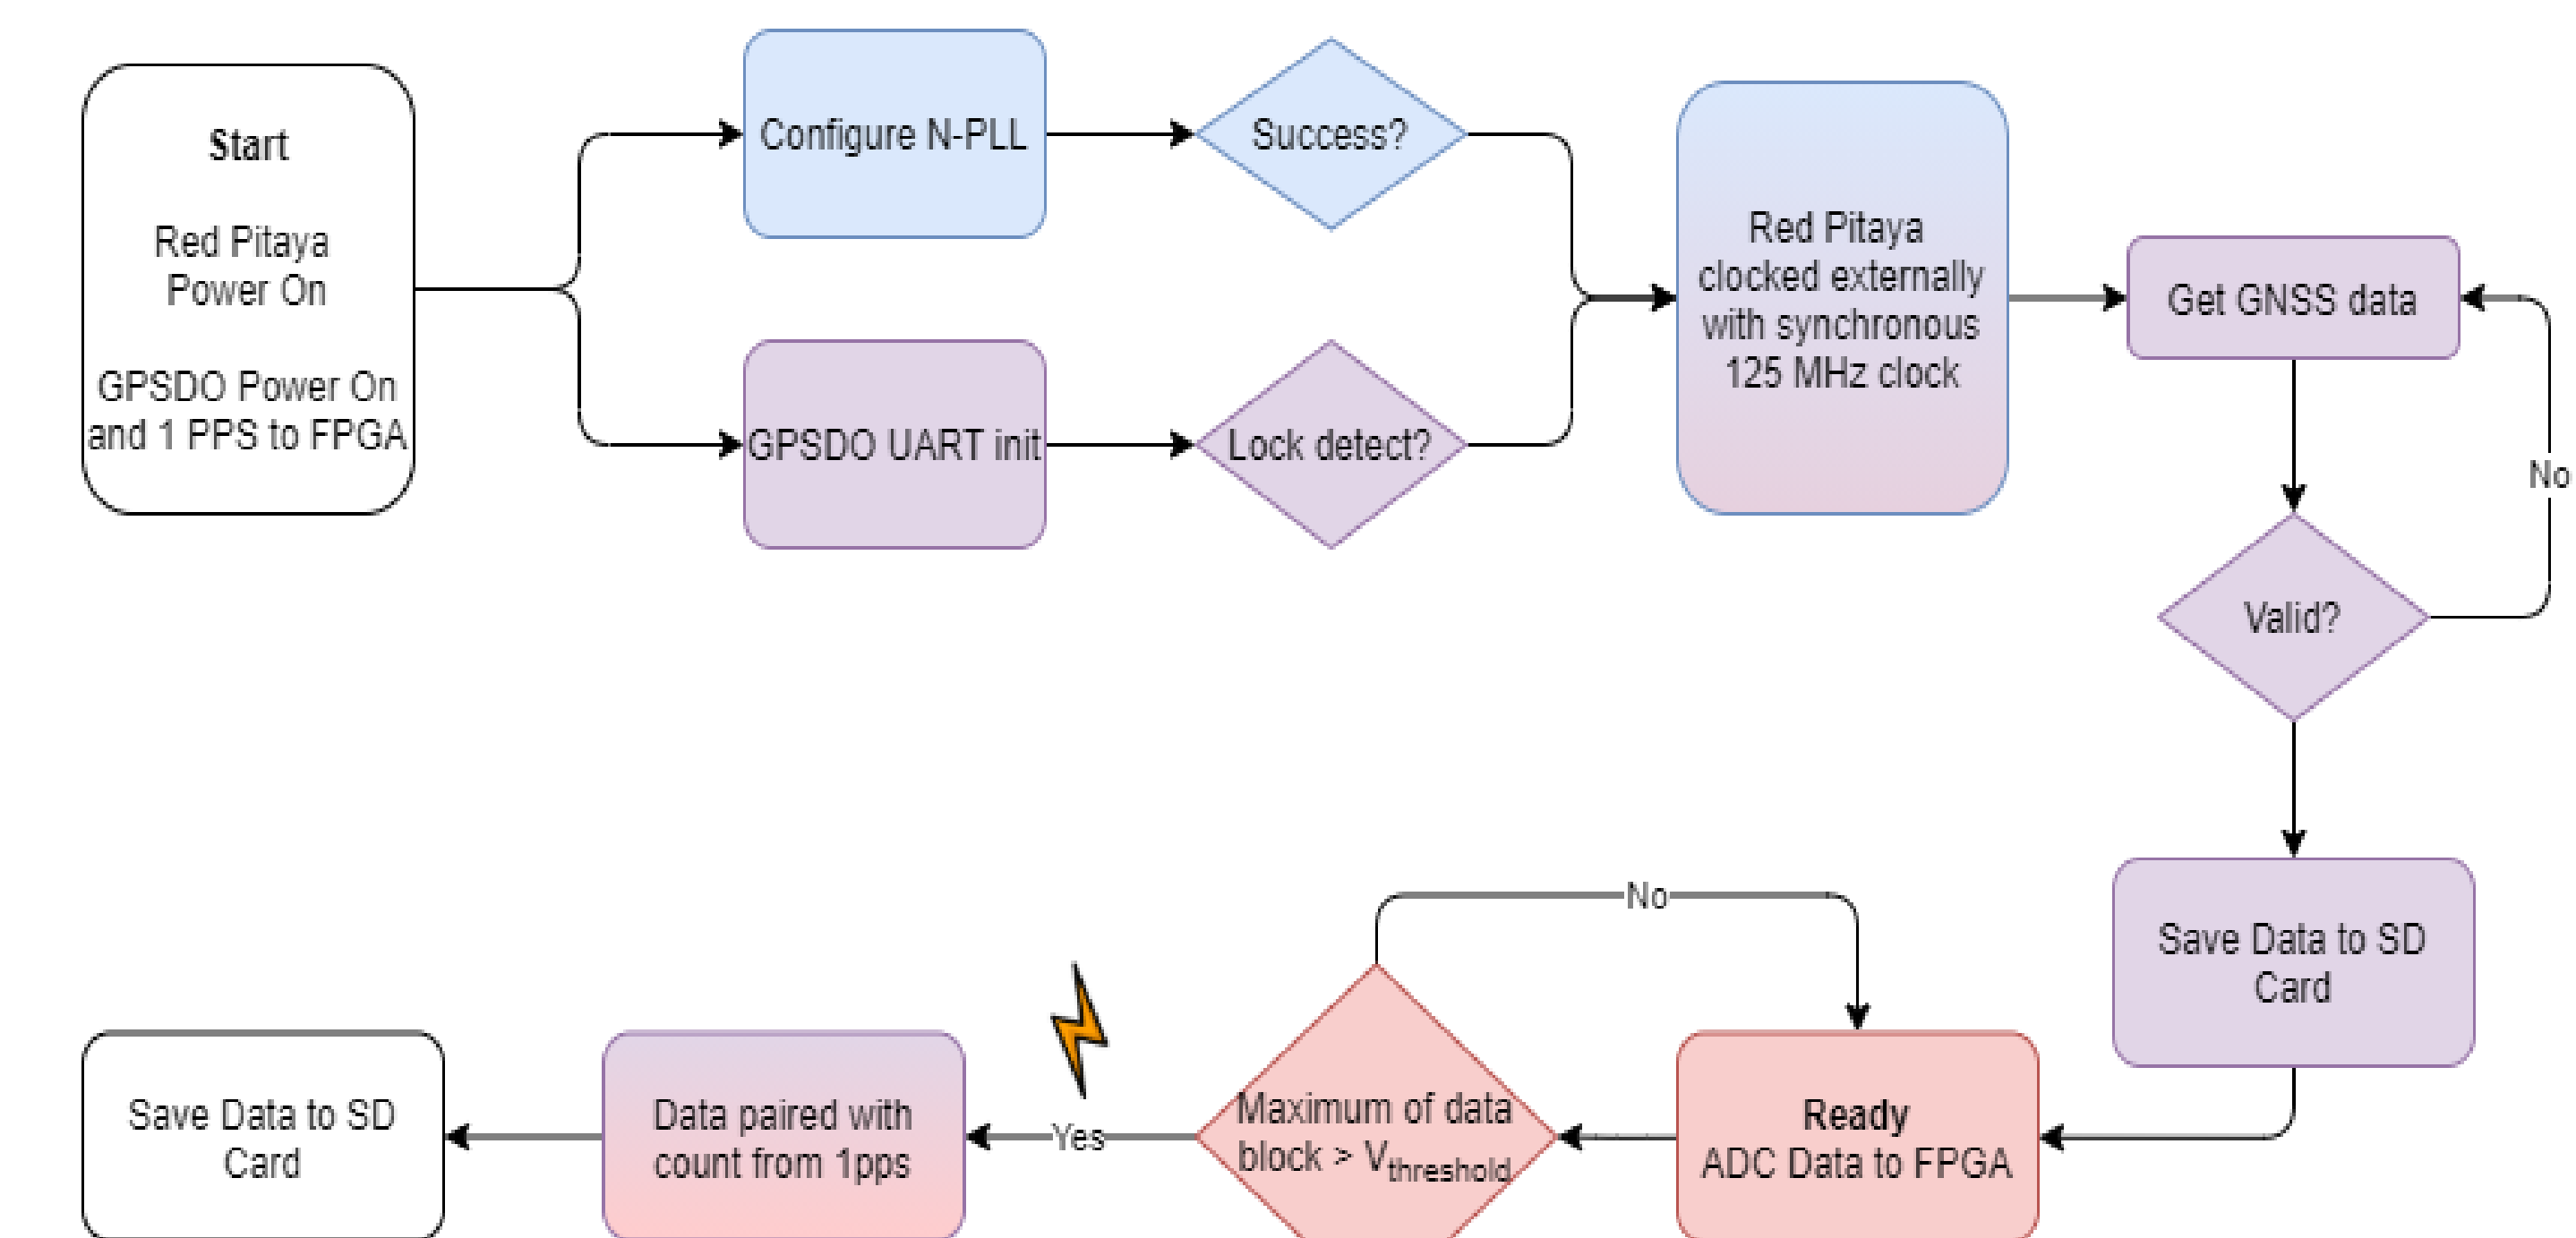 Start
Red Pitaya
Power On
GPSDO Power On
and 1 PPS to FPGA
Configure N-PLL
Success?
GPSDO UART init
Lock detect?
Red Pitaya
clocked externally
with synchronous
125 MHz clock
Get GNSS data
No
Valid?
Save Data to SD
Card
Ready
ADC Data to FPGA
No
Maximum of data
block > Vthreshold
Yes
Data paired with
count from 1pps
Save Data to SD
Card